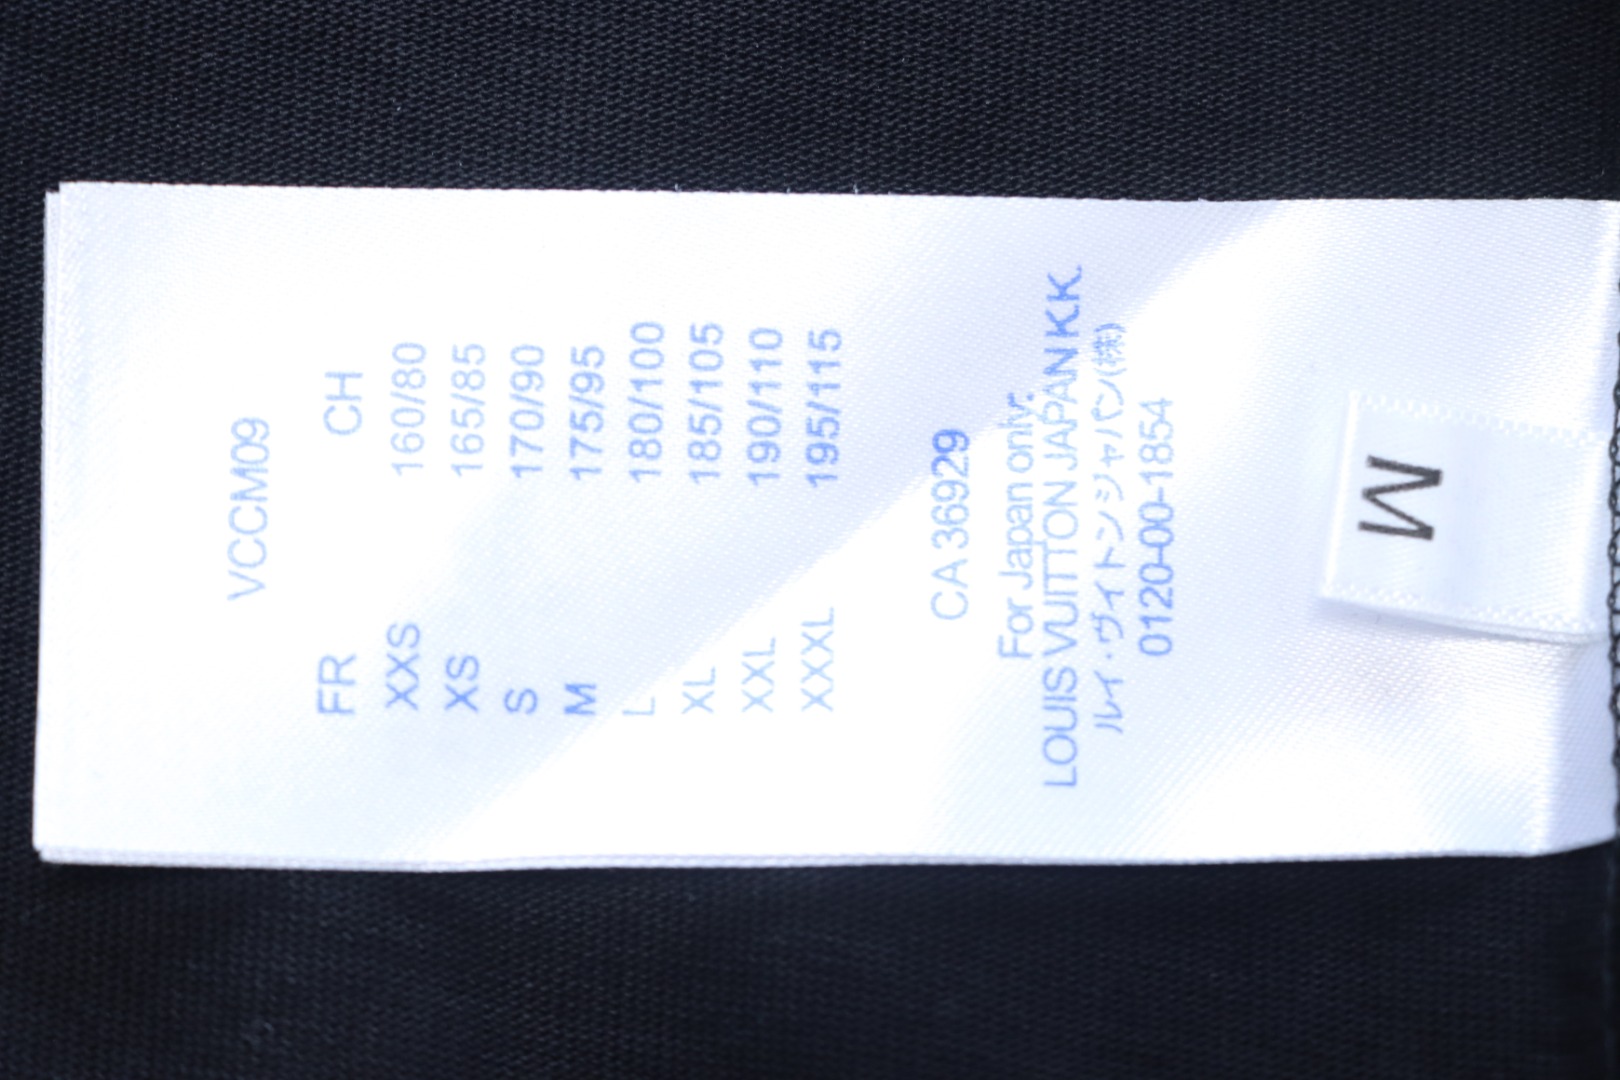 VCCM09
FR CH
XXS 160/80
XS 165/85
S 170/90
M 175/95
L 180/100
XL 185/105
XXL 190/110
XXXL 195/115
CA 36929
For Japan only:
LOUIS VUITTON JAPAN K.K.
ルイ・ヴィトンジャパン(株)
0120-00-1854
M